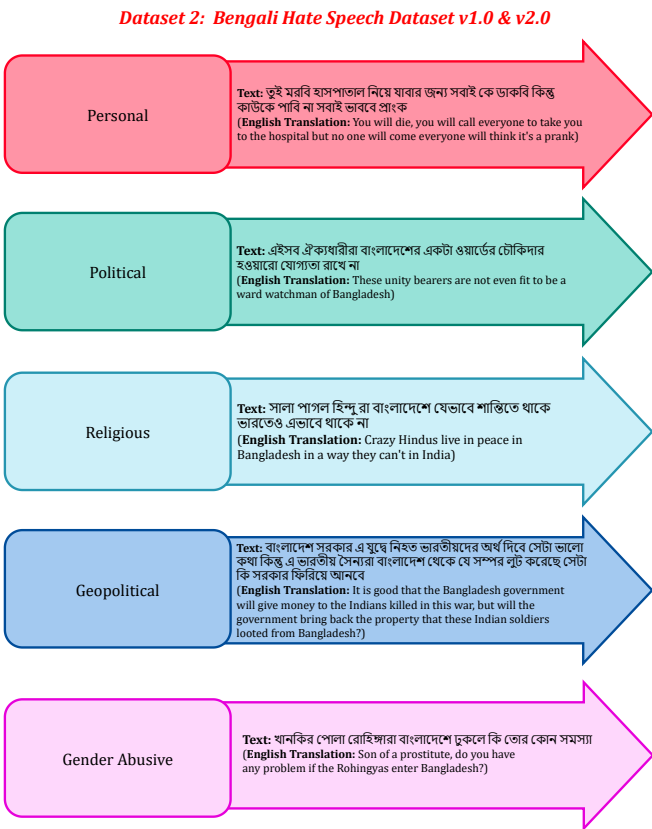 Dataset 2: Bengali Hate Speech Dataset v1.0 & v2.0
Personal
Text: তুই মরবি হাসপাতাল নিয়ে যাবার জন্য সবাই কে ডাকবি কিন্তু
কাউকে পাবি না সবাই ভাববে প্রাংক
(English Translation: You will die, you will call everyone to take you
to the hospital but no one will come everyone will think it's a prank)
Political
Text: এইসব ঐক্যধারীরা বাংলাদেশের একটা ওয়ার্ডের চৌকিদার
হওয়ারো যোগ্যতা রাখে না
(English Translation: These unity bearers are not even fit to be a
ward watchman of Bangladesh)
Religious
Text: সালা পাগল হিন্দু রা বাংলাদেশে যেভাবে শান্তিতে থাকে
ভারতেও এভাবে থাকে না
(English Translation: Crazy Hindus live in peace in
Bangladesh in a way they can't in India)
Geopolitical
Text: বাংলাদেশ সরকার এ যুদ্বে নিহত ভারতীয়দের অর্থ দিবে সেটা ভালো
কথা কিন্তু এ ভারতীয় সৈন্যরা বাংলাদেশ থেকে যে সম্পর লুট করেছে সেটা
কি সরকার ফিরিয়ে আনবে
(English Translation: It is good that the Bangladesh government
will give money to the Indians killed in this war, but will the
government bring back the property that these Indian soldiers
looted from Bangladesh?)
Gender Abusive
Text: খানকির পোলা রোহিঙ্গারা বাংলাদেশে ঢুকলে কি তোর কোন সমস্যা
(English Translation: Son of a prostitute, do you have
any problem if the Rohingyas enter Bangladesh?)